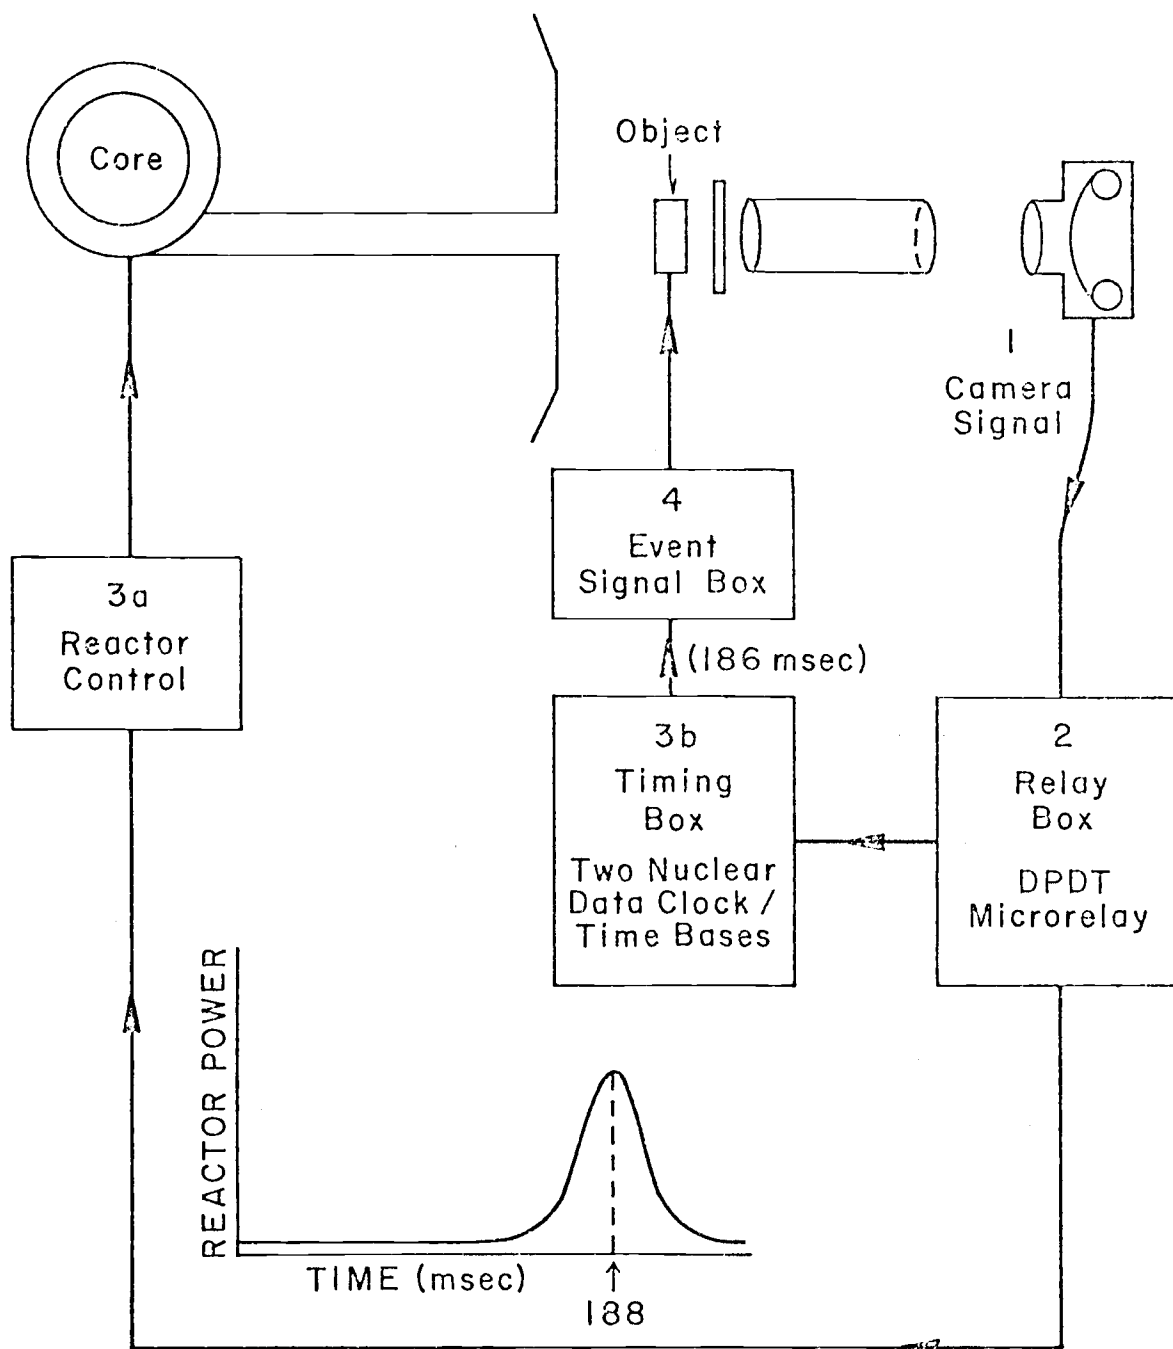 Core
Object
1
Camera
Signal
4
Event
Signal Box
3a
Reactor
Control
(186 msec)
3b
Timing
Box
Two Nuclear
Data Clock /
Time Bases
2
Relay
Box
DPDT
Microrelay
REACTOR POWER
TIME (msec)
188